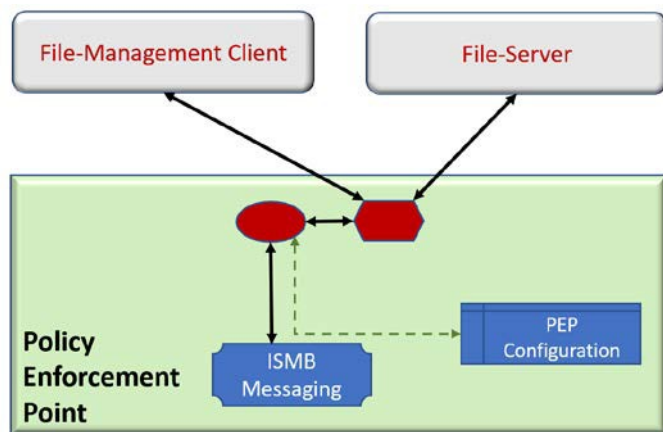 File-Management Client
File-Server
Policy
Enforcement
Point
ISMB
Messaging
PEP
Configuration